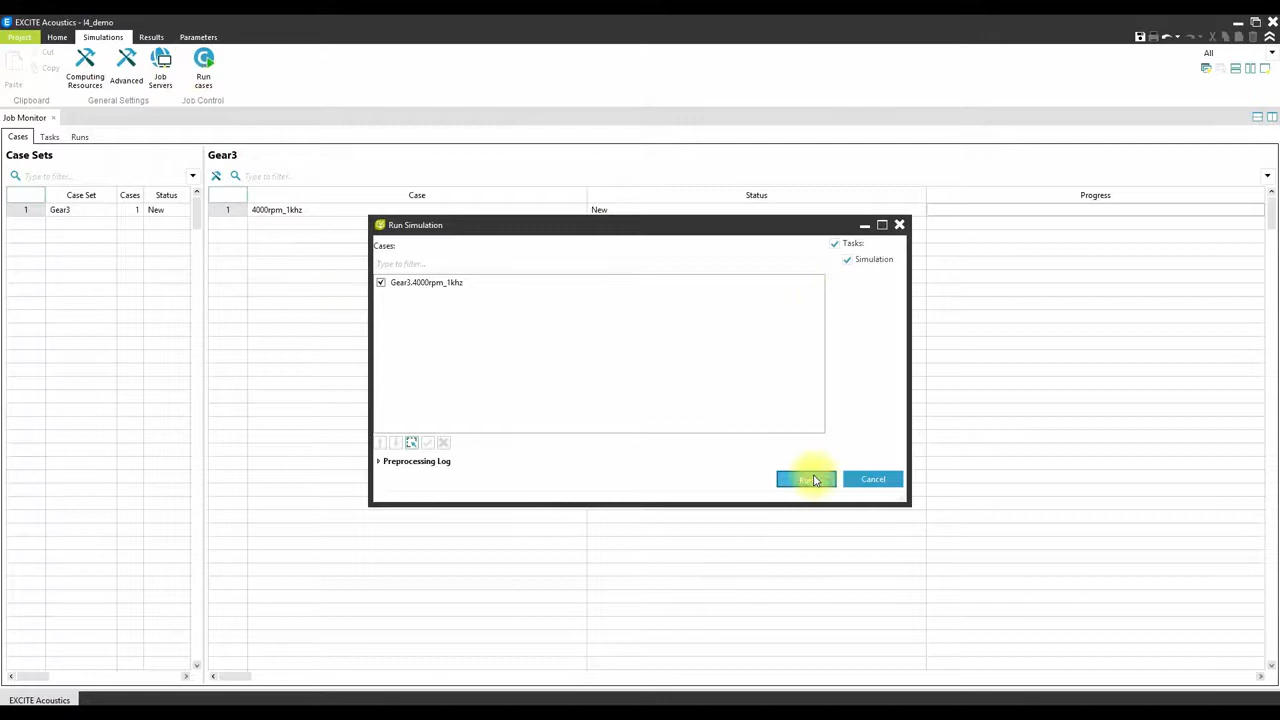 EXCITE Acoustics - I4_demo
Project
Home
Simulations
Results
Parameters
Paste
Cut
Copy
Computing Resources
Advanced
Job Servers
Run cases
All
Clipboard
General Settings
Job Control
Job Monitor
Cases
Tasks
Runs
Case Sets
Gear3
Type to filter...
Type to filter...
Case Set
Cases
Status
Case
Status
Progress
1
Gear3
1
New
1
4000rpm_1khz
New
Run Simulation
Cases:
Tasks:
Type to filter...
Simulation
Gear3.4000rpm_1khz
Preprocessing Log
Cancel
EXCITE Acoustics